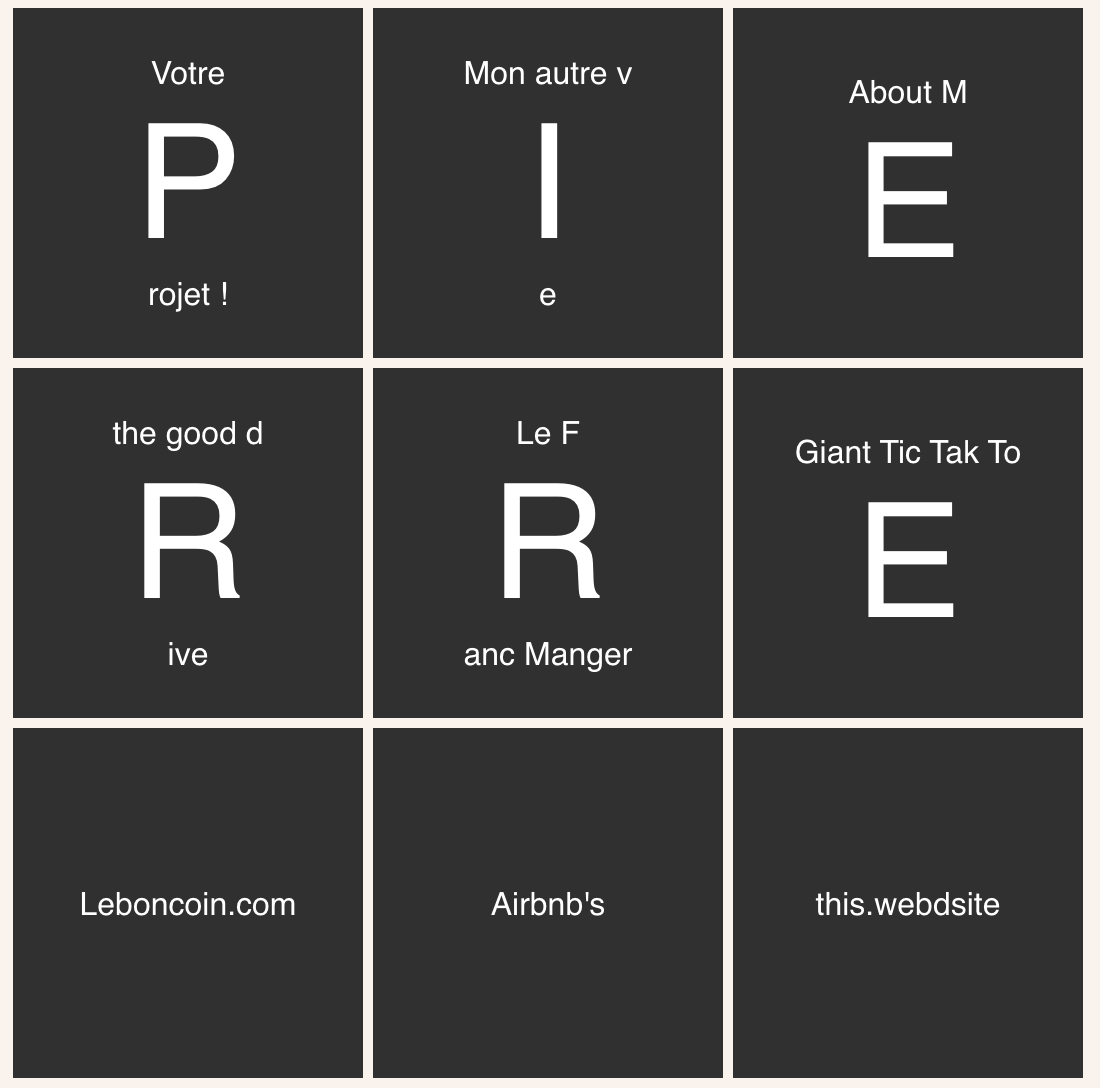 Votre
P
rojet !
Mon autre v
I
e
About M
E
the good d
R
ive
Le F
R
anc Manger
Giant Tic Tak To
E
Leboncoin.com
Airbnb's
this.webdsite